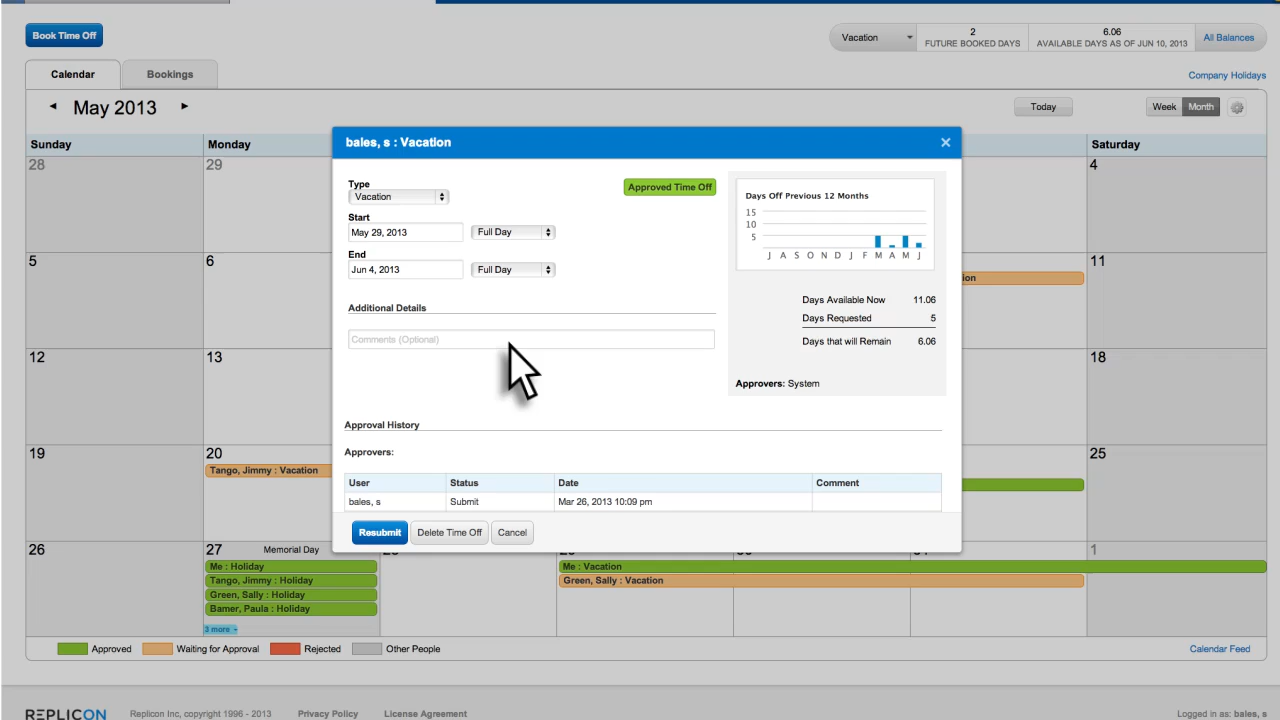 Book Time Off
Vacation
2
FUTURE BOOKED DAYS
6.06
AVAILABLE DAYS AS OF JUN 10, 2013
All Balances
Calendar
Bookings
Company Holidays
May 2013
Today
Week
Month
Sunday
Monday
Saturday
28
29
4
bales, s : Vacation
Type
Vacation
Approved Time Off
Start
May 29, 2013
Full Day
End
Jun 4, 2013
Full Day
Additional Details
Comments (Optional)
Days Off Previous 12 Months
15
10
5
J A S O N D J F M A M J
Days Available Now 11.06
Days Requested 5
Days that will Remain 6.06
Approvers: System
Approval History
Approvers:
User Status Date Comment
bales, s Submit Mar 26, 2013 10:09 pm
Resubmit
Delete Time Off
Cancel
5
6
11
ion
12
13
18
19
20
25
Tango, Jimmy : Vacation
26
27
Memorial Day
1
Me : Holiday
Tango, Jimmy : Holiday
Green, Sally : Holiday
Bamer, Paula : Holiday
3 more
Me : Vacation
Green, Sally : Vacation
Approved
Waiting for Approval
Rejected
Other People
Calendar Feed
REPLICON
Replicon Inc, copyright 1996 - 2013
Privacy Policy
License Agreement
Logged in as: bales, s